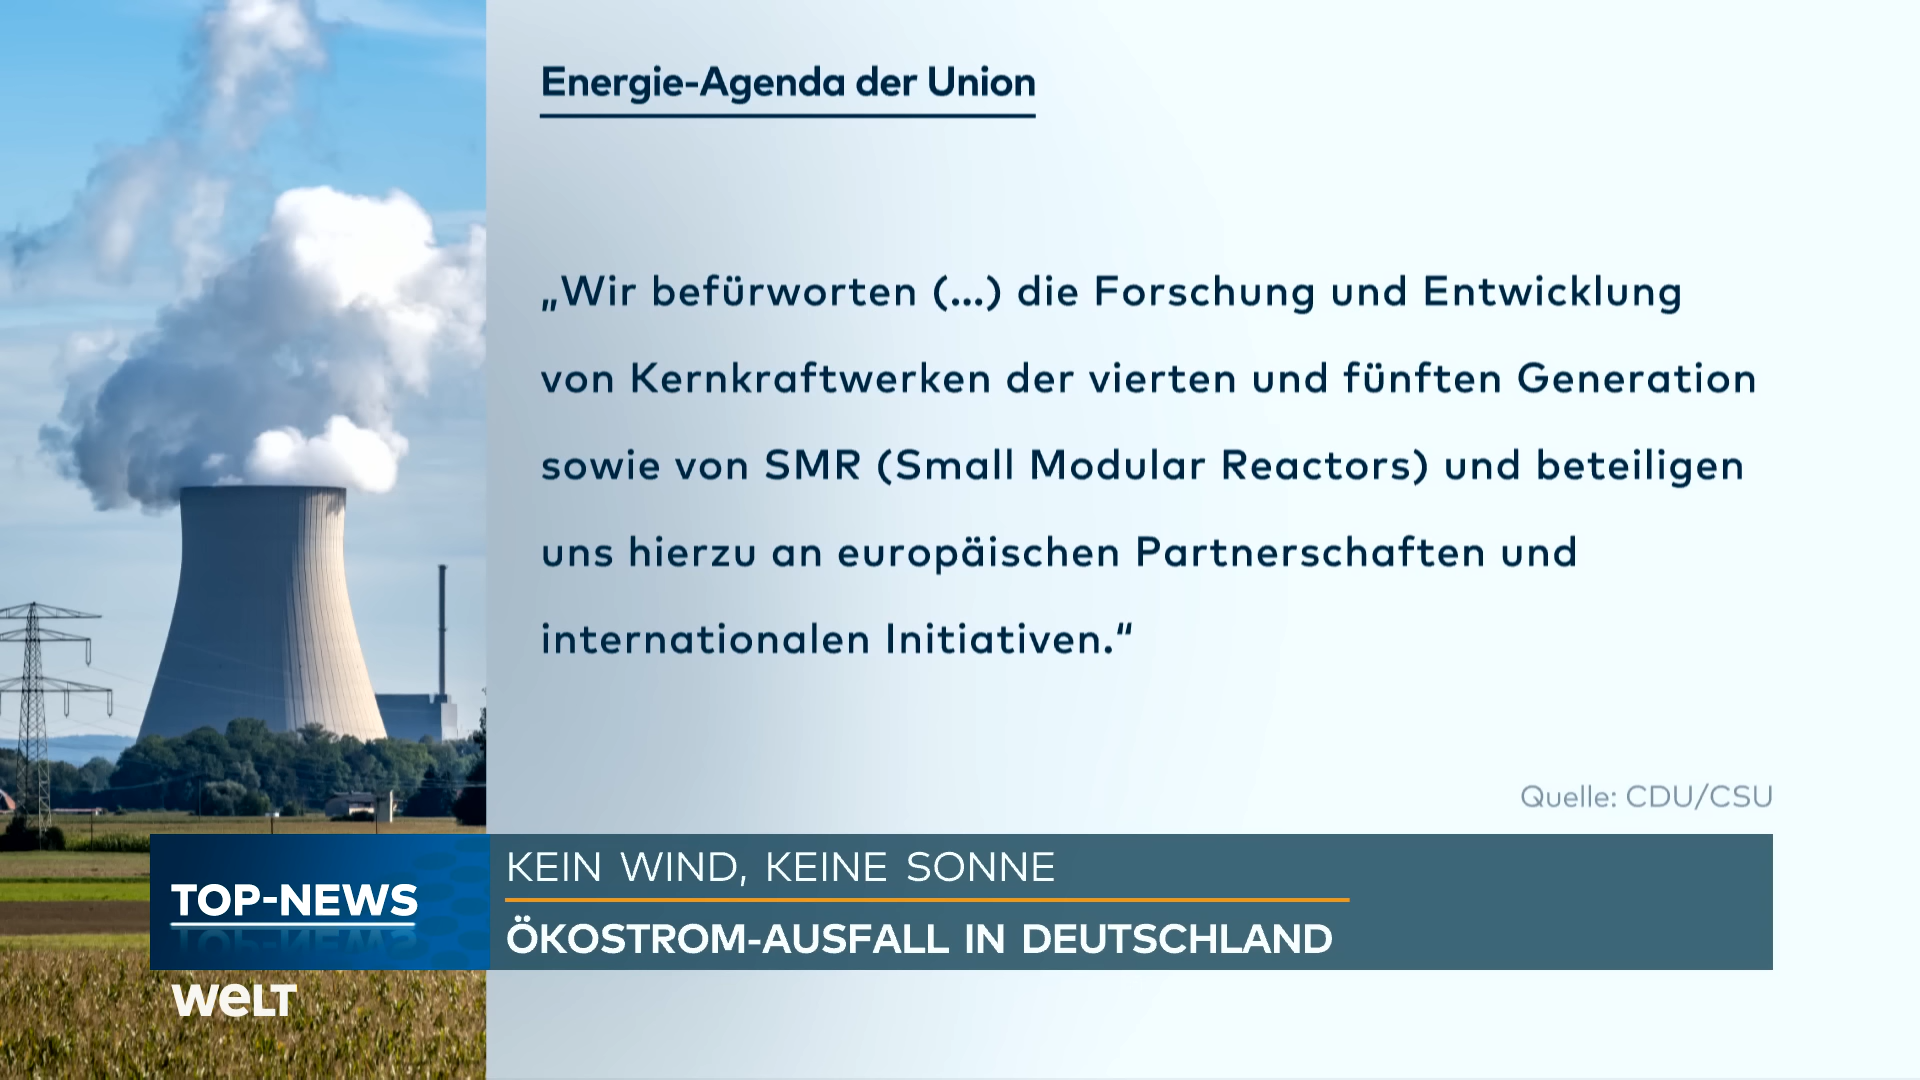 Energie-Agenda der Union
„Wir befürworten (...) die Forschung und Entwicklung
von Kernkraftwerken der vierten und fünften Generation
sowie von SMR (Small Modular Reactors) und beteiligen
uns hierzu an europäischen Partnerschaften und
internationalen Initiativen.“
Quelle: CDU/CSU
TOP-NEWS
KEIN WIND, KEINE SONNE
ÖKOSTROM-AUSFALL IN DEUTSCHLAND
WELT